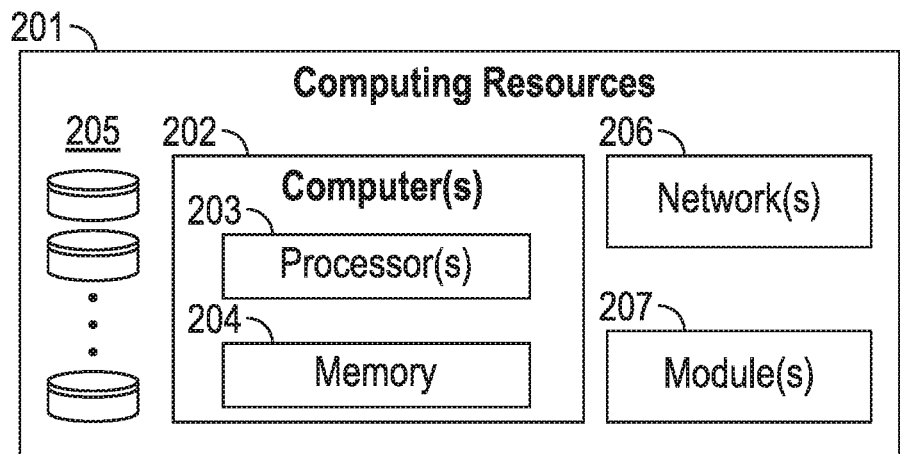 201
Computing Resources
205
202
Computer(s)
203
Processor(s)
204
Memory
206
Network(s)
207
Module(s)